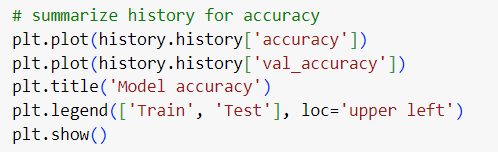 # summarize history for accuracy
plt.plot(history.history['accuracy'])
plt.plot(history.history['val_accuracy'])
plt.title('Model accuracy')
plt.legend(['Train', 'Test'], loc='upper left')
plt.show()